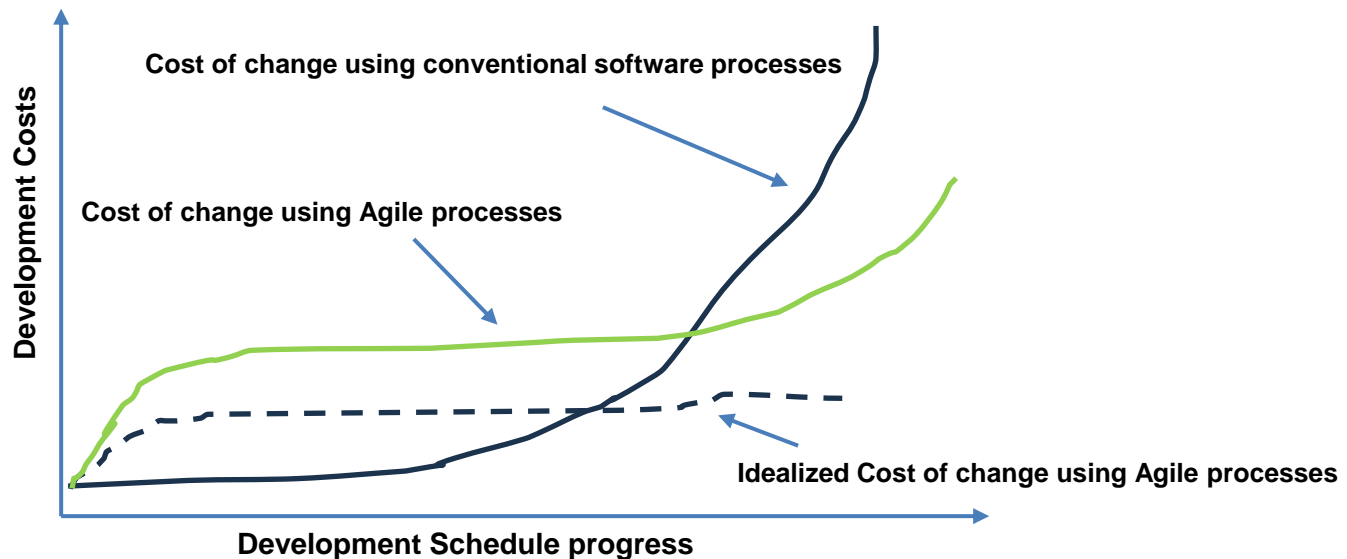 Cost of change using conventional software processes
Development Costs
Cost of change using Agile processes
Idealized Cost of change using Agile processes
Development Schedule progress